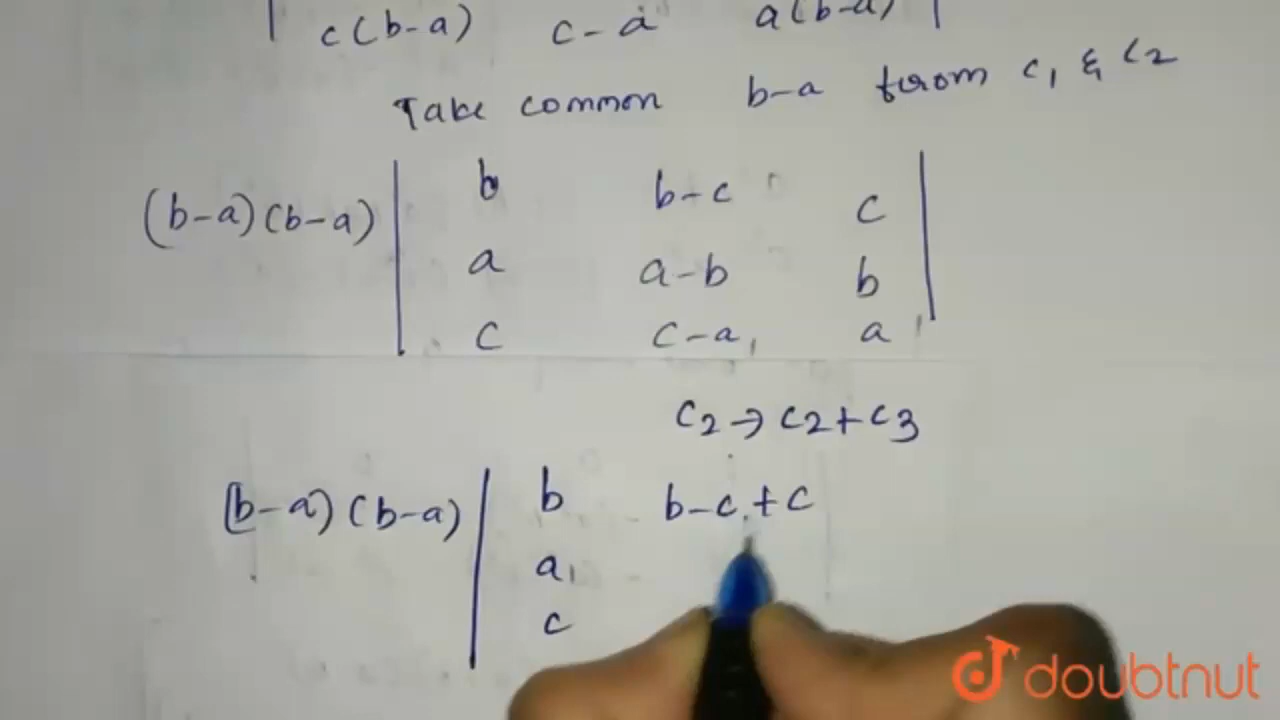 | c(b-a) c-a a(b-a) |
Take common b-a from c1 & c2
(b-a)(b-a) | b b-c c |
a a-b b
c c-a a
c2→c2+c3
(b-a)(b-a) | b b-c+c
a
c
doubtnut